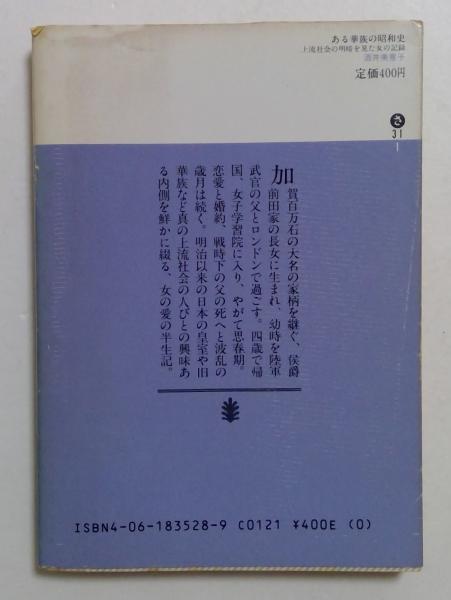 ある華族の昭和史
上流社会の明暗を見た女の記録
酒井美意子
定価400円
さ
31
1
加賀百万石の大名の家柄を継ぐ、侯爵
前田家の長女に生まれ、幼時を陸軍
武官の父とロンドンで過ごす。四歳で帰
国、女子学習院に入り、やがて思春期。
恋愛と婚約、戦時下の父の死へと波乱の
歳月は続く。明治以来の日本の皇室や旧
華族など真の上流社会の人びとの興味あ
る内側を鮮かに綴る、女の愛の半生記。
ISBN4-06-183528-9 C0121 ¥400E (0)